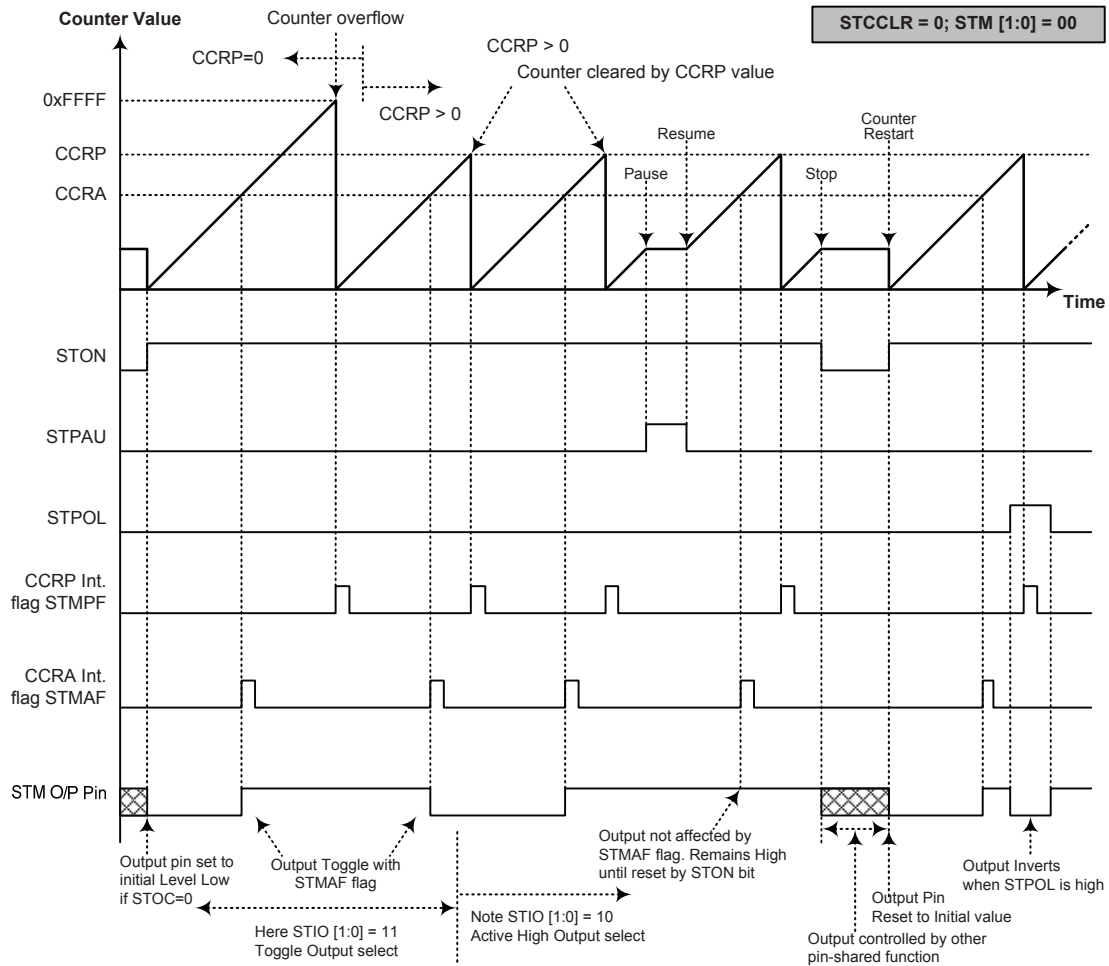 Counter Value
Counter overflow
STCCLR = 0; STM [1:0] = 00
CCRP=0
CCRP > 0
CCRP > 0
Counter cleared by CCRP value
0xFFFF
CCRP
CCRA
Pause
Resume
Stop
Counter
Restart
Time
STON
STPAU
STPOL
CCRP Int.
flag STMPF
CCRA Int.
flag STMAF
STM O/P Pin
Output pin set to
initial Level Low
if STOC=0
Output Toggle with
STMAF flag
Output not affected by
STMAF flag. Remains High
until reset by STON bit
Output Inverts
when STPOL is high
Output Pin
Reset to Initial value
Here STIO [1:0] = 11
Toggle Output select
Note STIO [1:0] = 10
Active High Output select
Output controlled by other
pin-shared function